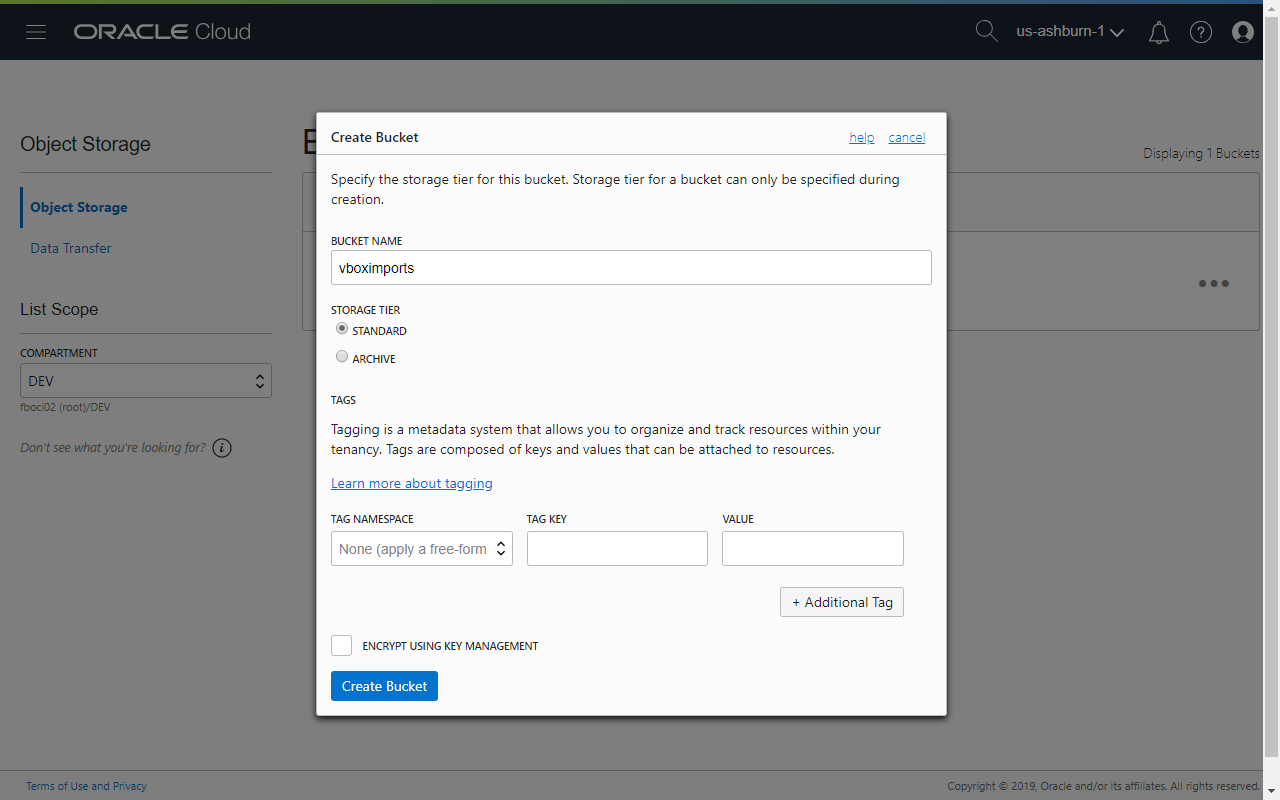 ORACLE Cloud
us-ashburn-1
Object Storage
Displaying 1 Buckets
Object Storage
Data Transfer
List Scope
COMPARTMENT
DEV
fboci02 (root)/DEV
Don't see what you're looking for?
Create Bucket
help cancel
Specify the storage tier for this bucket. Storage tier for a bucket can only be specified during
creation.
BUCKET NAME
vboximports
STORAGE TIER
STANDARD
ARCHIVE
TAGS
Tagging is a metadata system that allows you to organize and track resources within your
tenancy. Tags are composed of keys and values that can be attached to resources.
Learn more about tagging
TAG NAMESPACE TAG KEY VALUE
None (apply a free-form
+ Additional Tag
ENCRYPT USING KEY MANAGEMENT
Create Bucket
Terms of Use and Privacy
Copyright © 2019, Oracle and/or its affiliates. All rights reserved.